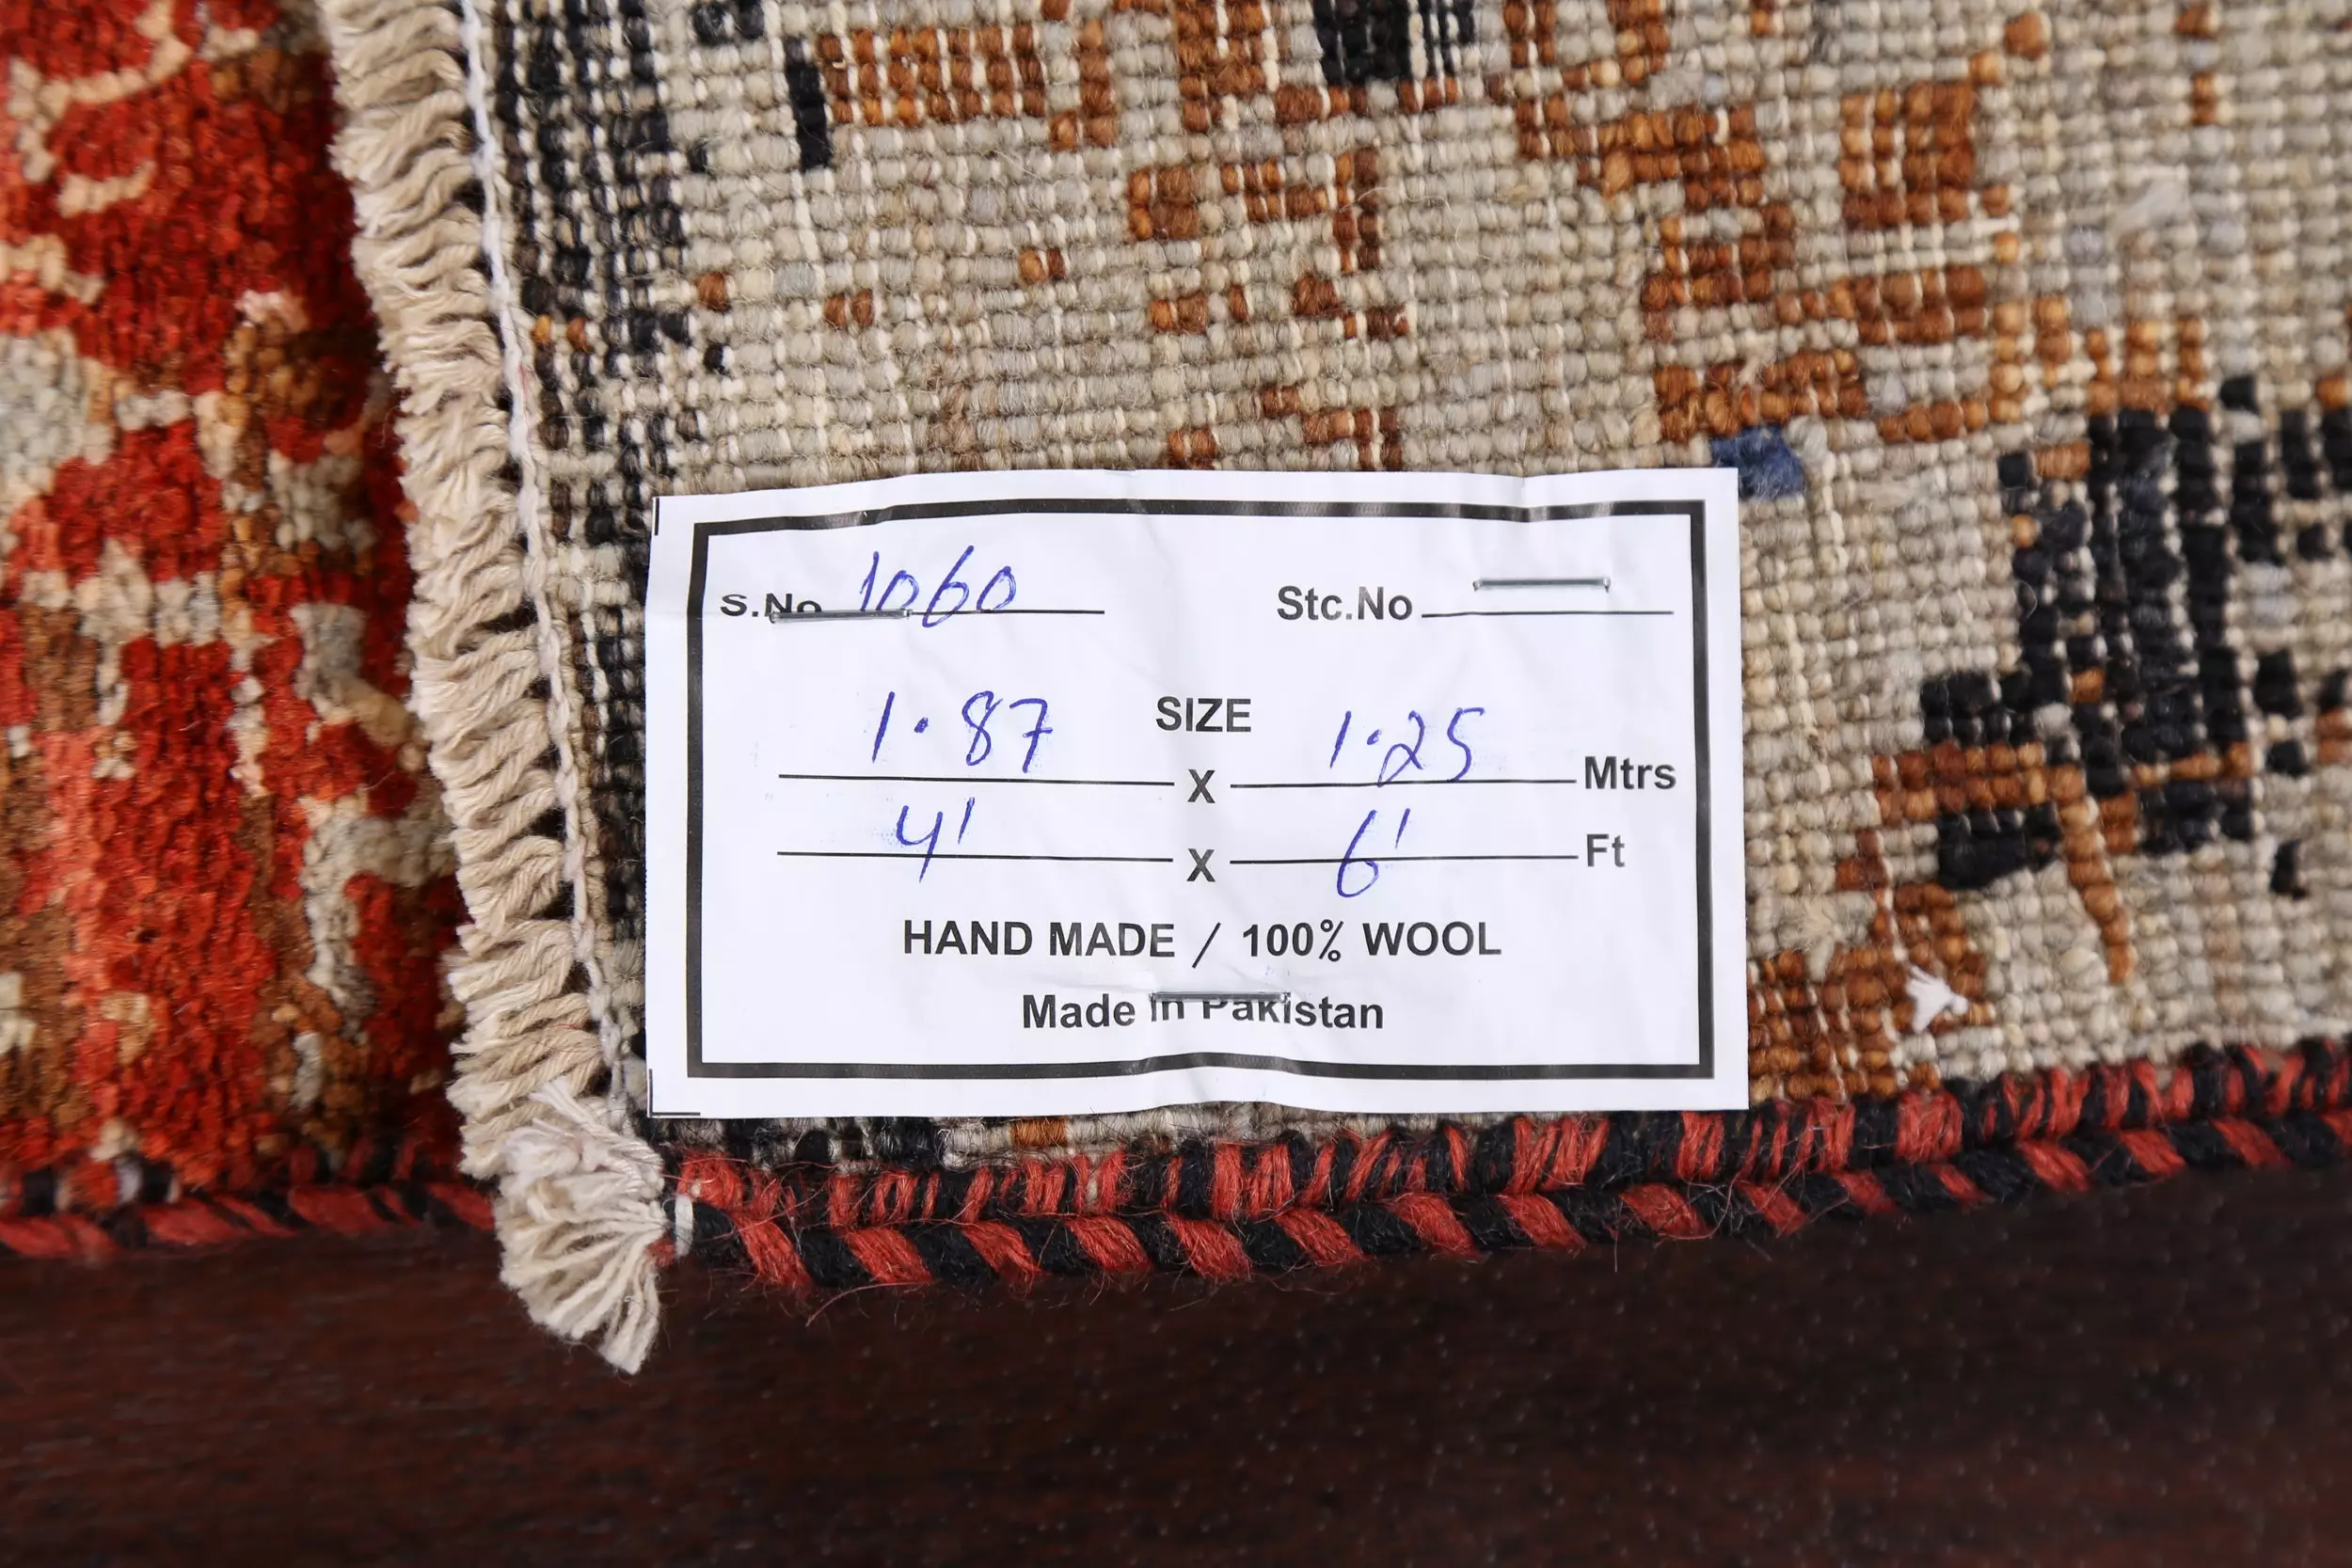 S.No 1060 Stc.No
SIZE
1.87 X 1.25 Mtrs
4' X 6' Ft
HAND MADE / 100% WOOL
Made in Pakistan